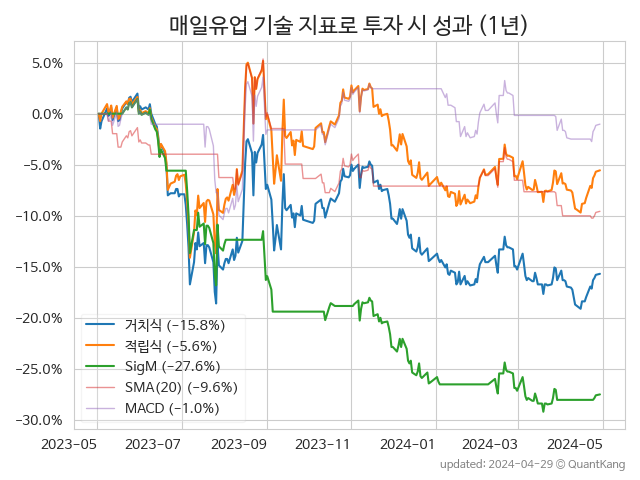 매일유업 기술 지표로 투자 시 성과 (1년)
5.0%
0.0%
−5.0%
−10.0%
−15.0%
−20.0%
−25.0%
−30.0%
거치식 (−15.8%)
적립식 (−5.6%)
SigM (−27.6%)
SMA(20) (−9.6%)
MACD (−1.0%)
2023-05 2023-07 2023-09 2023-11 2024-01 2024-03 2024-05
updated: 2024-04-29 © QuantKang